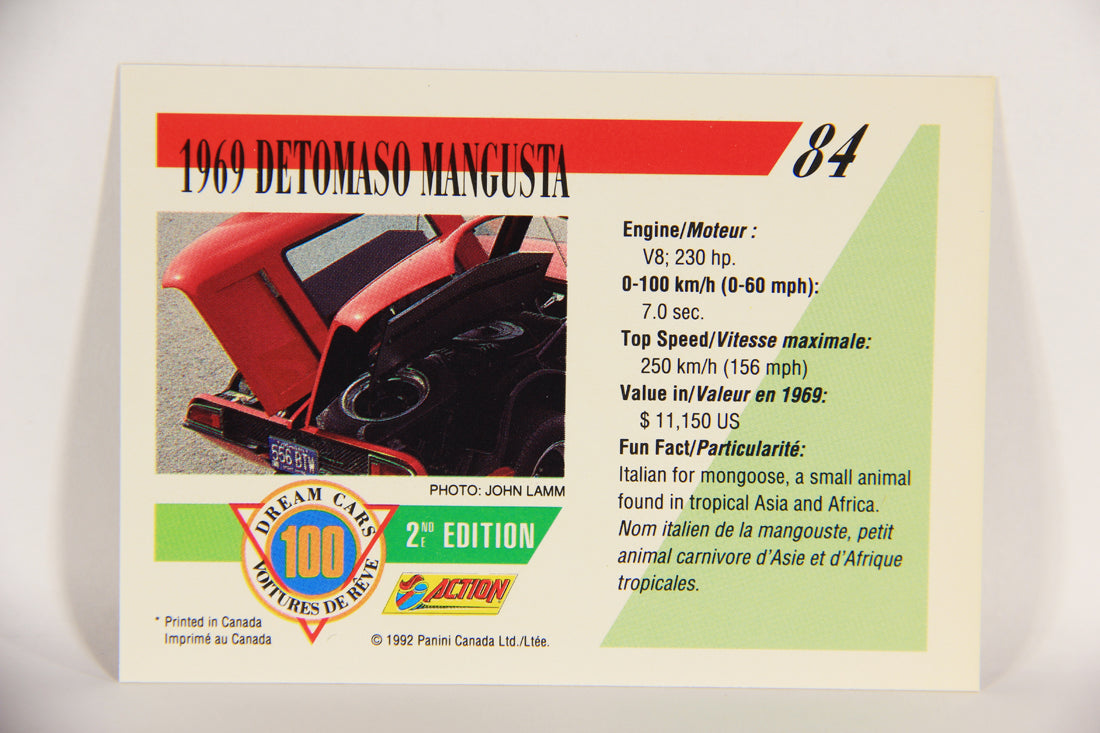 1969 DETOMASO MANGUSTA
84
Engine/Moteur :
V8; 230 hp.
0-100 km/h (0-60 mph):
7.0 sec.
Top Speed/Vitesse maximale:
250 km/h (156 mph)
Value in/Valeur en 1969:
$ 11,150 US
Fun Fact/Particularité:
Italian for mongoose, a small animal
found in tropical Asia and Africa.
Nom italien de la mangouste, petit
animal carnivore d'Asie et d'Afrique
tropicales.
656 BTW
PHOTO: JOHN LAMM
DREAM CARS
100
VOITURES DE RÊVE
2ND E EDITION
ACTION
* Printed in Canada
Imprimé au Canada
© 1992 Panini Canada Ltd./Ltée.